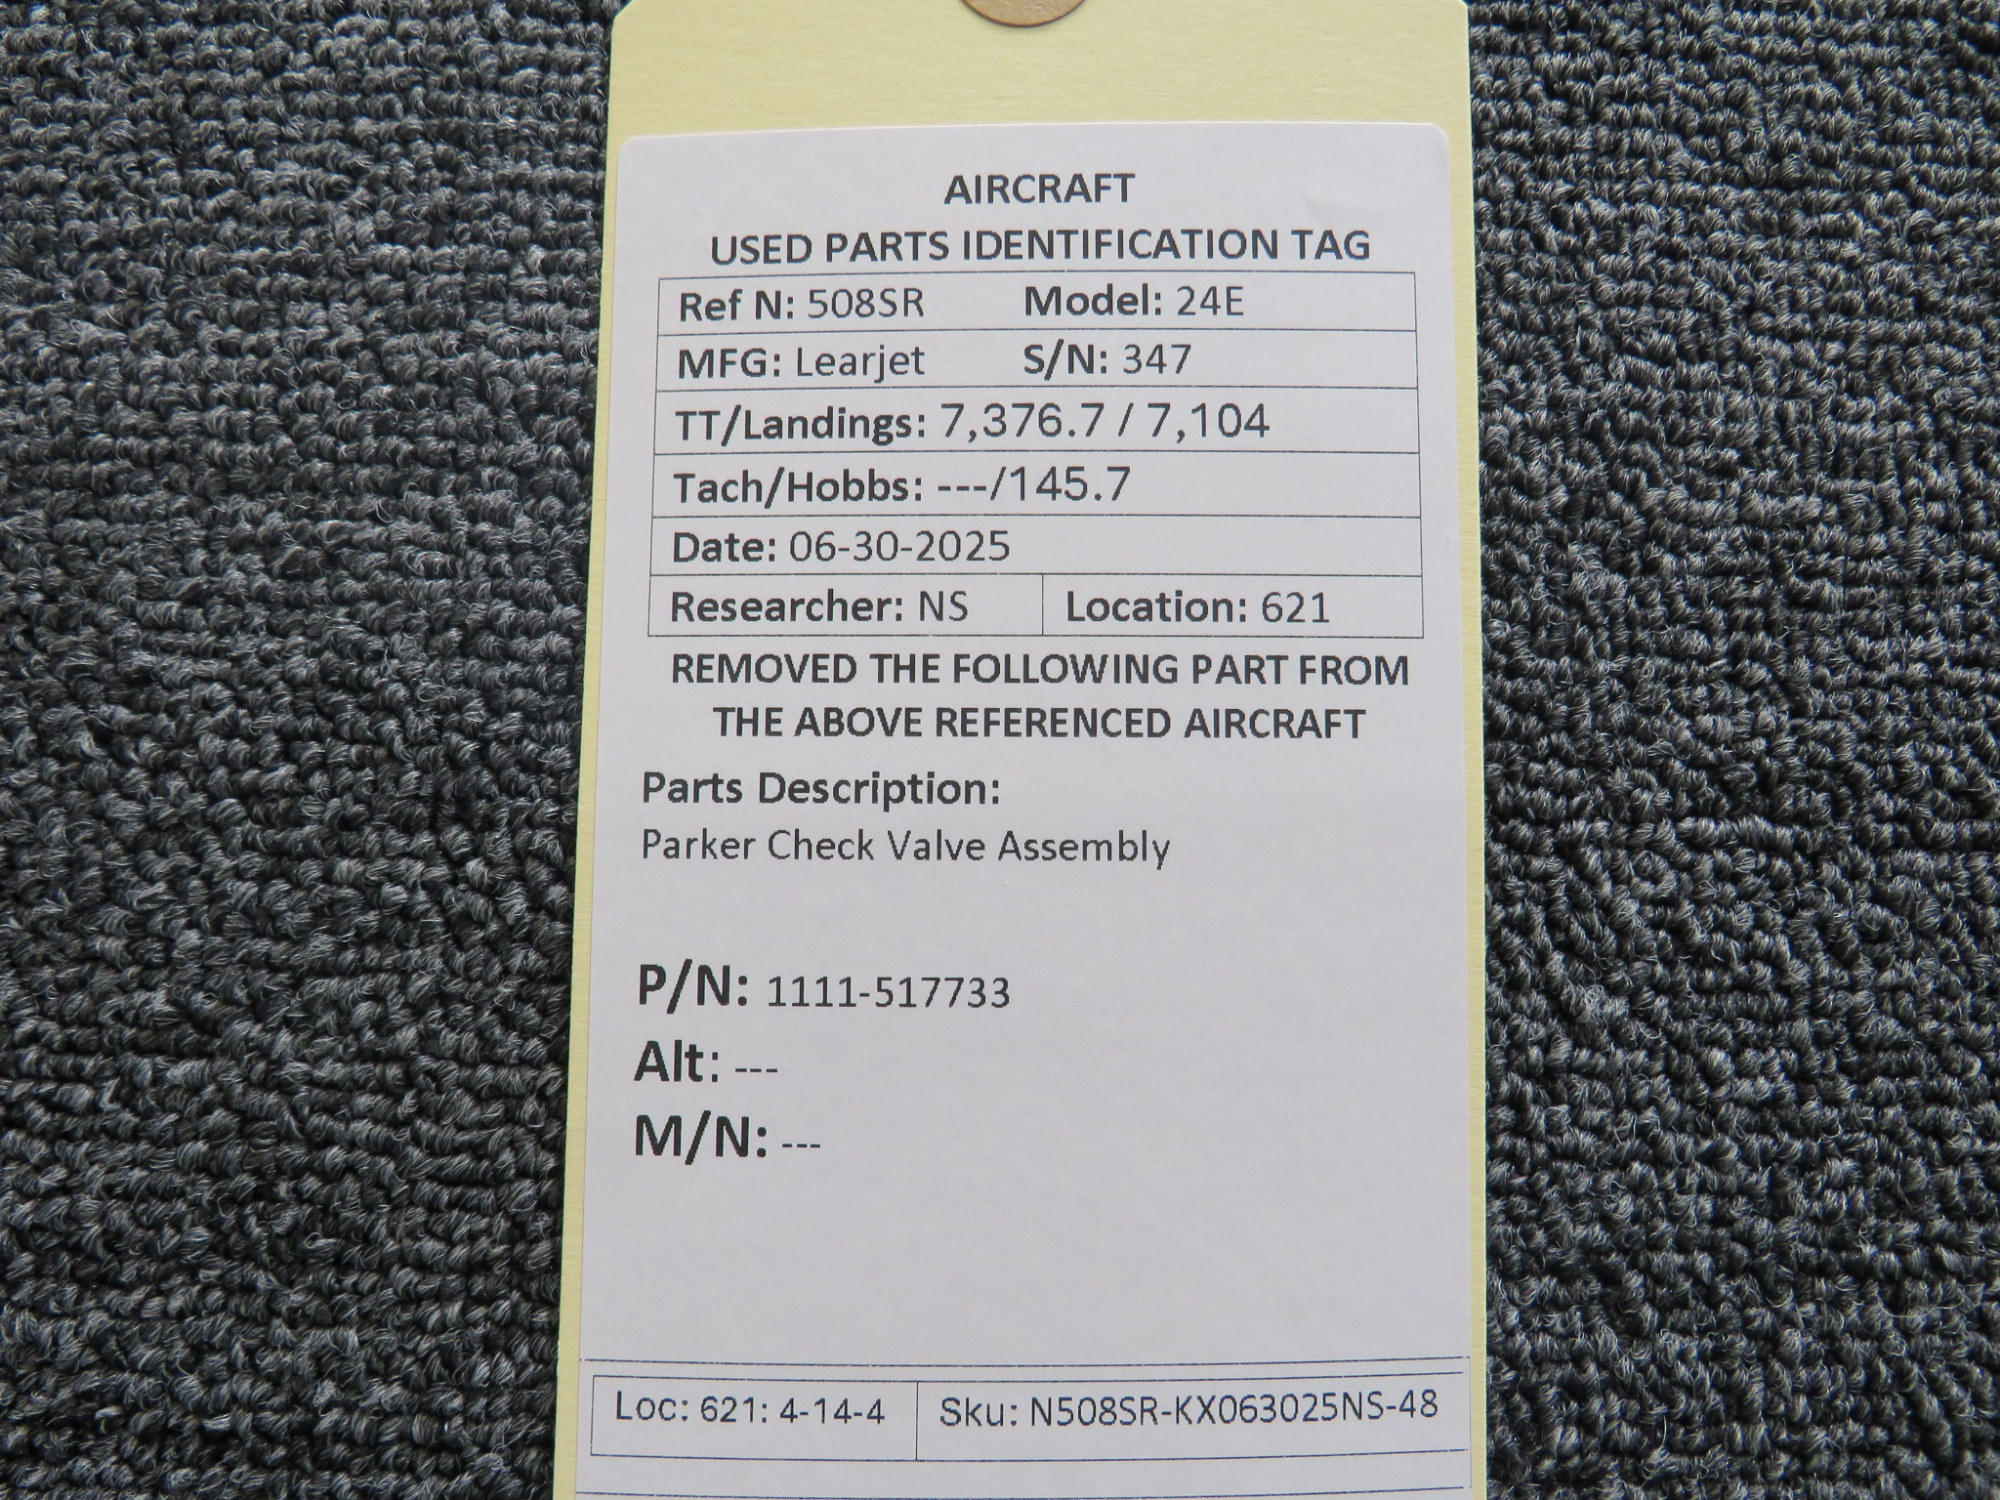 AIRCRAFT
USED PARTS IDENTIFICATION TAG
Ref N: 508SR Model: 24E
MFG: Learjet S/N: 347
TT/Landings: 7,376.7 / 7,104
Tach/Hobbs: ---/145.7
Date: 06-30-2025
Researcher: NS Location: 621
REMOVED THE FOLLOWING PART FROM
THE ABOVE REFERENCED AIRCRAFT
Parts Description:
Parker Check Valve Assembly
P/N: 1111-517733
Alt: ---
M/N: ---
Loc: 621: 4-14-4 Sku: N508SR-KX063025NS-48